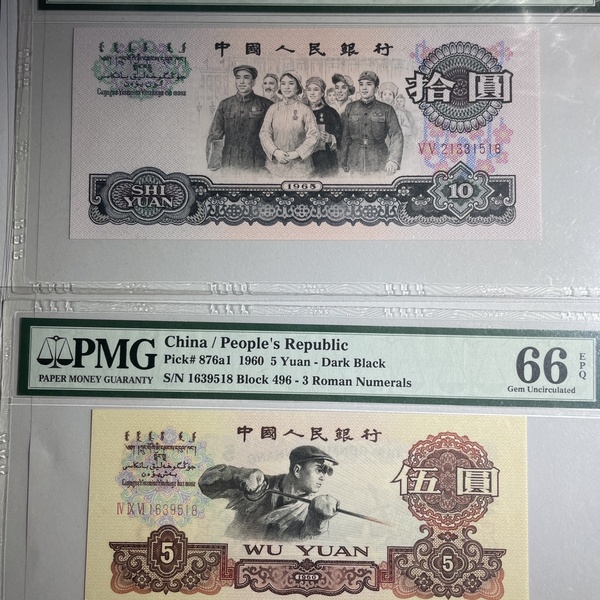 中國人民銀行
拾圓
VV21331518
SHI
YUAN
1965
10
PMG
PAPER MONEY GUARANTY
China / People's Republic
Pick# 876a1 1960 5 Yuan - Dark Black
S/N 1639518 Block 496 - 3 Roman Numerals
66
EPQ
Gem Uncirculated
中國人民銀行
伍圓
IV IX VI 1639518
5
WU YUAN
5
1960